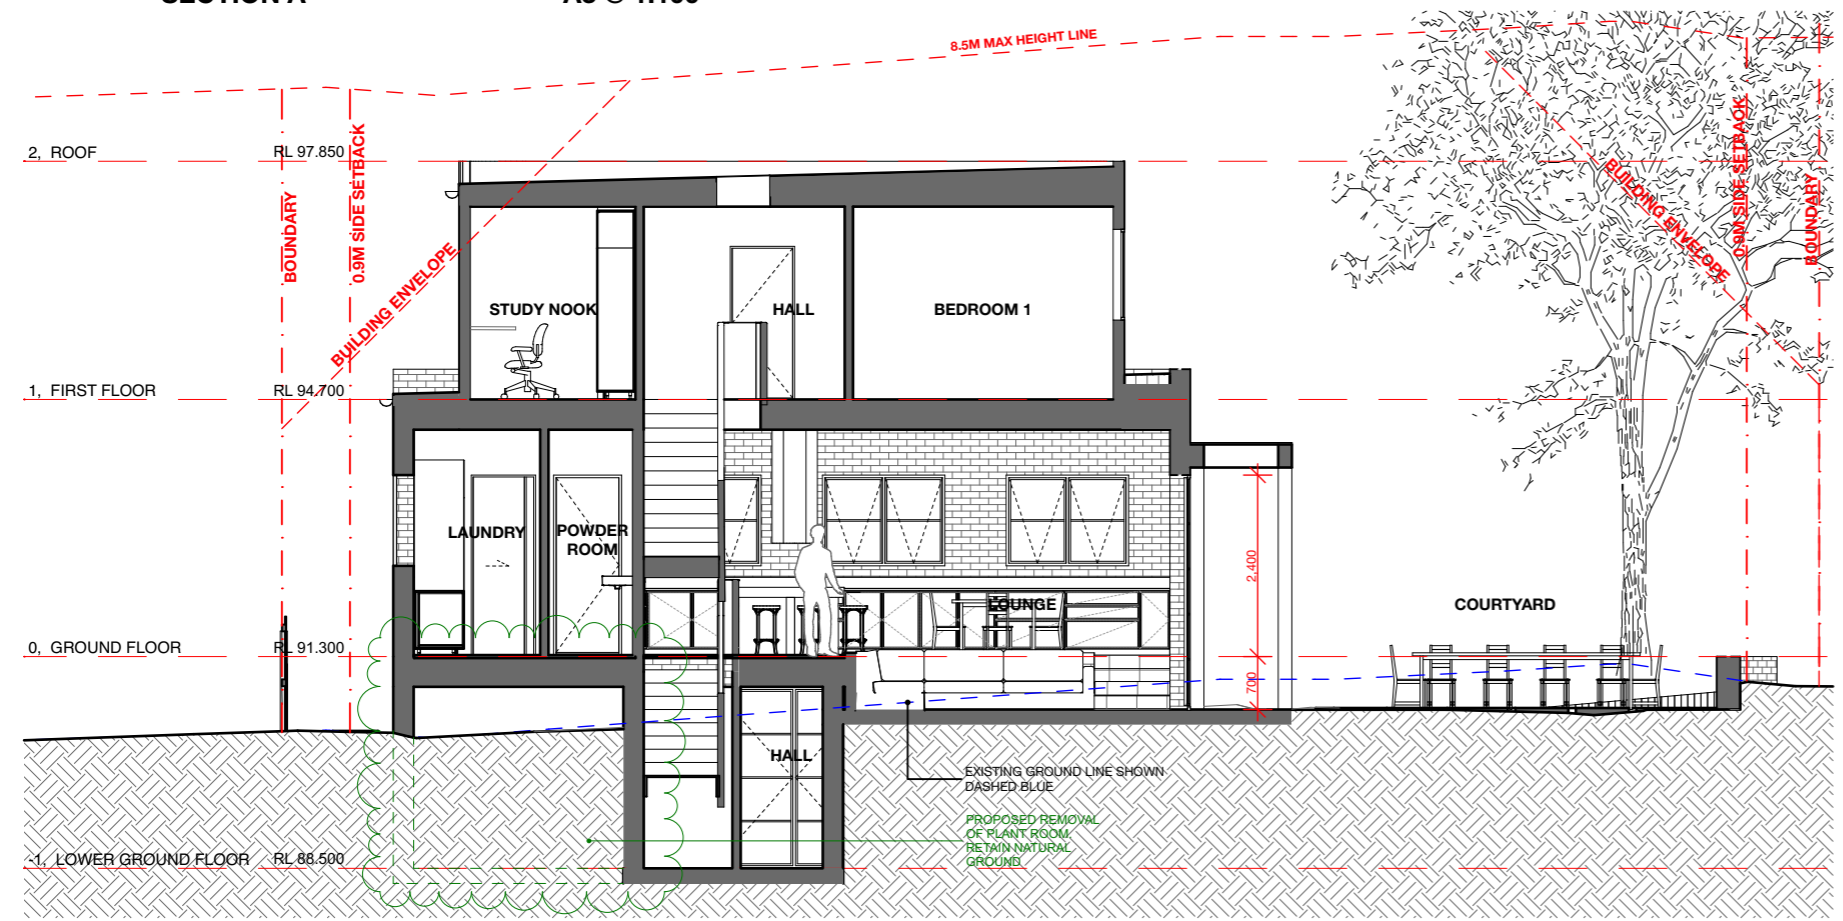 8.5M MAX HEIGHT LINE
2, ROOF
RL 97.850
BOUNDARY
0.9M SIDE SETBACK
BUILDING ENVELOPE
BUILDING ENVELOPE
0.9M SIDE SETBACK
BOUNDARY
STUDY NOOK
HALL
BEDROOM 1
1, FIRST FLOOR
RL 94.700
LAUNDRY
POWDER
ROOM
2,400
LOUNGE
COURTYARD
0, GROUND FLOOR
RL 91.300
700
HALL
EXISTING GROUND LINE SHOWN
DASHED BLUE
PROPOSED REMOVAL
OF PLANT ROOM,
RETAIN NATURAL
GROUND
-1, LOWER GROUND FLOOR
RL 88.500